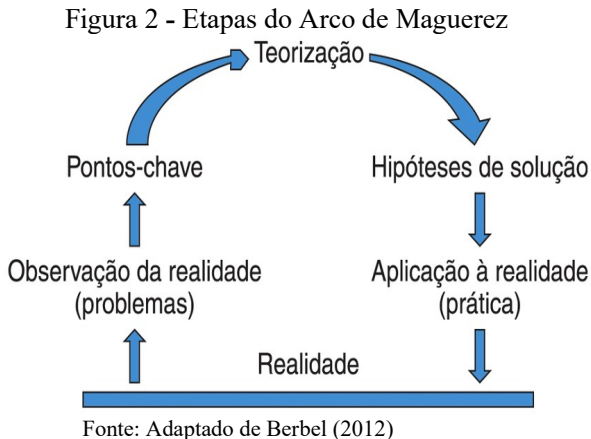 Figura 2 - Etapas do Arco de Maguerez
Teorização
Pontos-chave
Hipóteses de solução
Observação da realidade
(problemas)
Aplicação à realidade
(prática)
Realidade
Fonte: Adaptado de Berbel (2012)